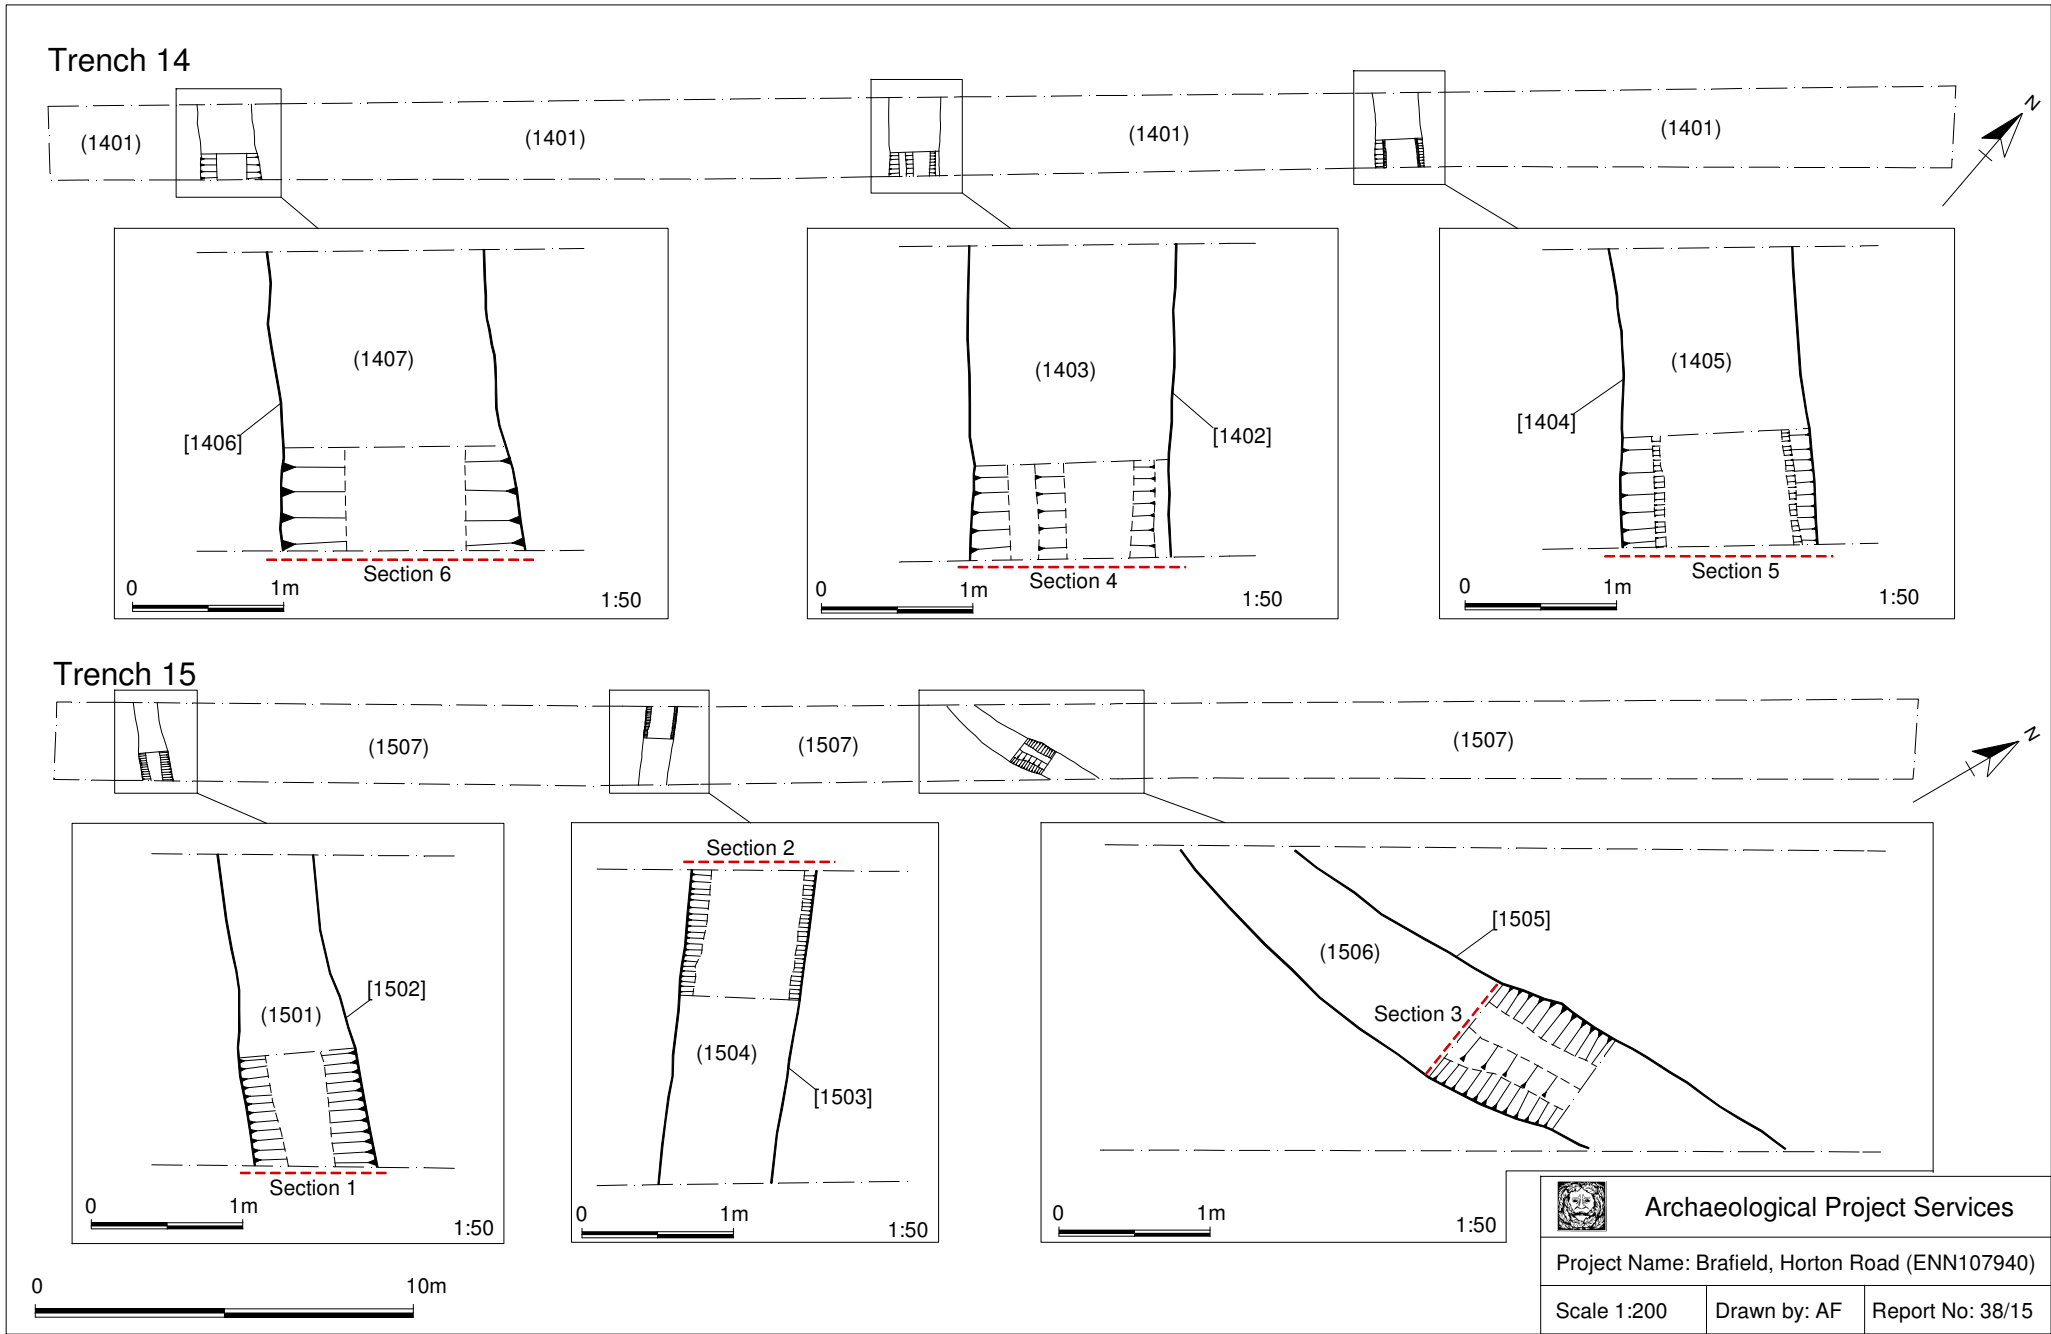 Trench 14
(1401)
(1401)
(1401)
(1401)
N
(1407)
[1406]
Section 6
0 1m
1:50
(1403)
[1402]
Section 4
0 1m
1:50
(1405)
[1404]
Section 5
0 1m
1:50
Trench 15
(1507)
(1507)
(1507)
N
[1502]
(1501)
Section 1
0 1m
1:50
Section 2
(1504)
[1503]
0 1m
1:50
[1505]
(1506)
Section 3
0 1m
1:50
0 10m
Archaeological Project Services
Project Name: Brafield, Horton Road (ENN107940)
Scale 1:200 Drawn by: AF Report No: 38/15